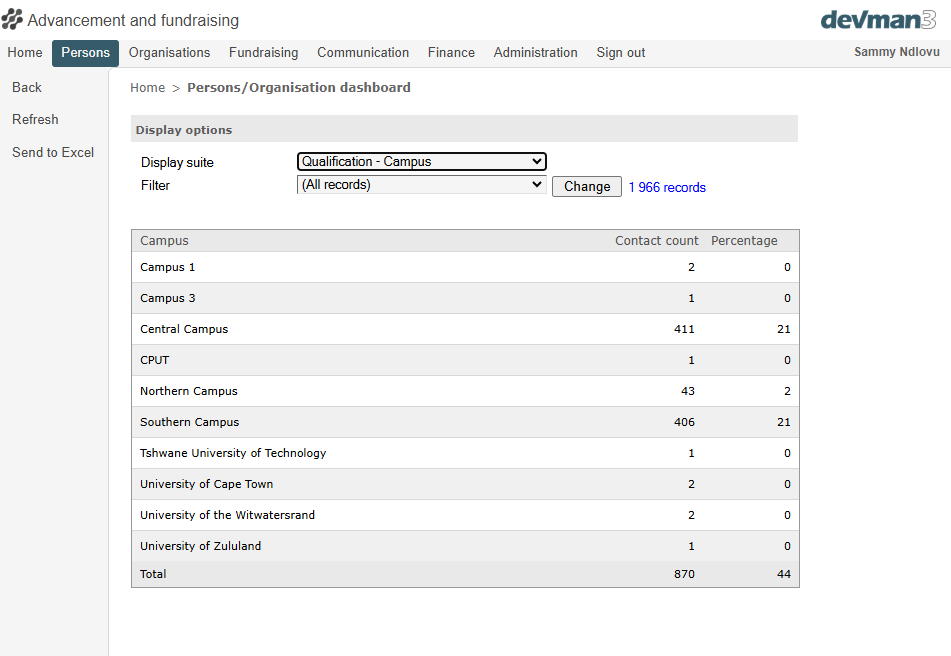 Advancement and fundraising
devman3
Home Persons Organisations Fundraising Communication Finance Administration Sign out Sammy Ndlovu
Back
Refresh
Send to Excel
Home > Persons/Organisation dashboard
Display options
Display suite Qualification - Campus
Filter (All records) Change 1 966 records
Campus Contact count Percentage
Campus 1 2 0
Campus 3 1 0
Central Campus 411 21
CPUT 1 0
Northern Campus 43 2
Southern Campus 406 21
Tshwane University of Technology 1 0
University of Cape Town 2 0
University of the Witwatersrand 2 0
University of Zululand 1 0
Total 870 44